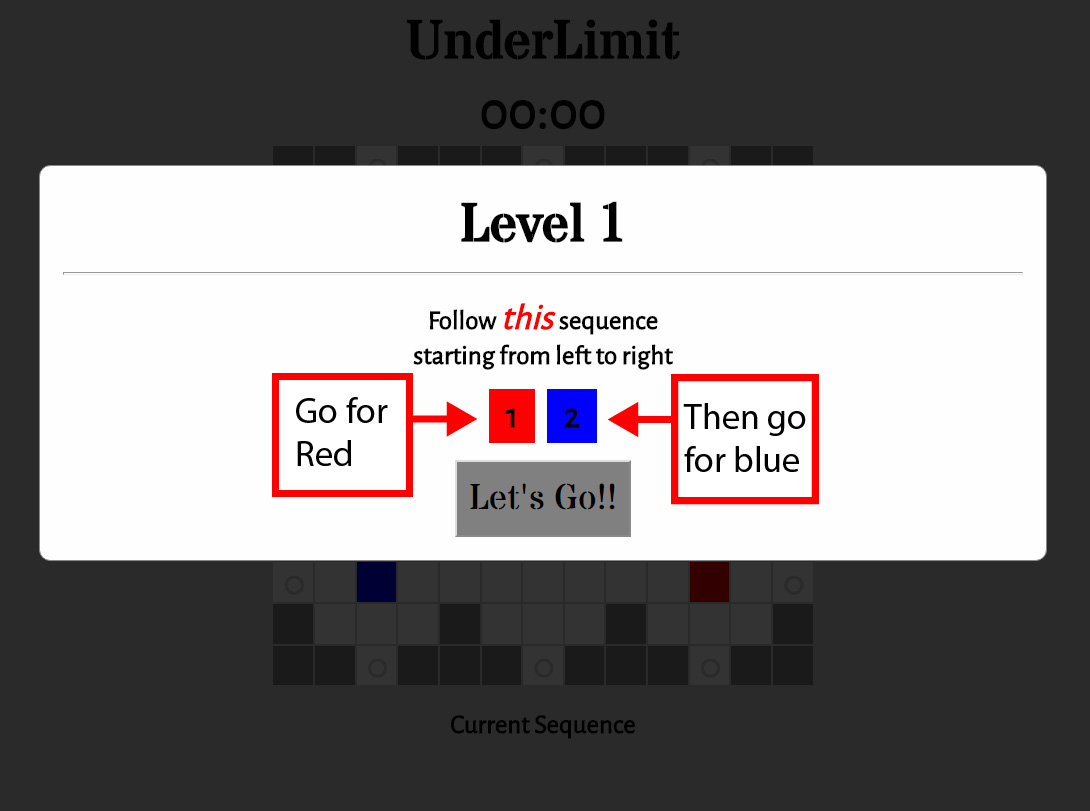 UnderLimit
00:00
Level 1
Follow this sequence
starting from left to right
Go for
Red
1 2
Then go
for blue
Let's Go!!
Current Sequence